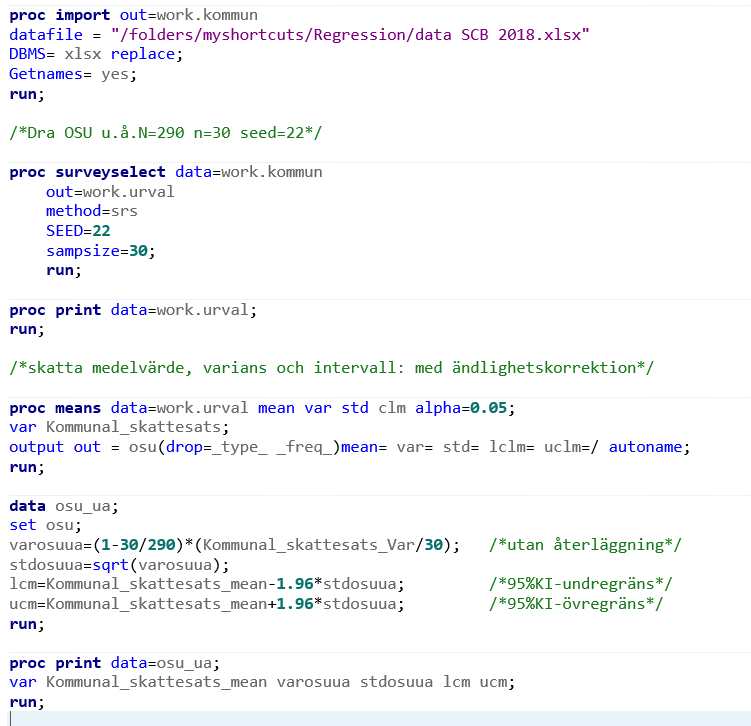 proc import out=work.kommun
datafile = "/folders/myshortcuts/Regression/data SCB 2018.xlsx"
DBMS= xlsx replace;
Getnames= yes;
run;
/*Dra OSU u.å.N=290 n=30 seed=22*/
proc surveyselect data=work.kommun
out=work.urval
method=srs
SEED=22
sampsize=30;
run;
proc print data=work.urval;
run;
/*skatta medelvärde, varians och intervall: med ändlighetskorrektion*/
proc means data=work.urval mean var std clm alpha=0.05;
var Kommunal_skattesats;
output out = osu(drop=_type_ _freq_)mean= var= std= lclm= uclm=/ autoname;
run;
data osu_ua;
set osu;
varosuua=(1-30/290)*(Kommunal_skattesats_Var/30); /*utan återläggning*/
stdosuua=sqrt(varosuua);
lcm=Kommunal_skattesats_mean-1.96*stdosuua; /*95%KI-undregräns*/
ucm=Kommunal_skattesats_mean+1.96*stdosuua; /*95%KI-övregräns*/
run;
proc print data=osu_ua;
var Kommunal_skattesats_mean varosuua stdosuua lcm ucm;
run;